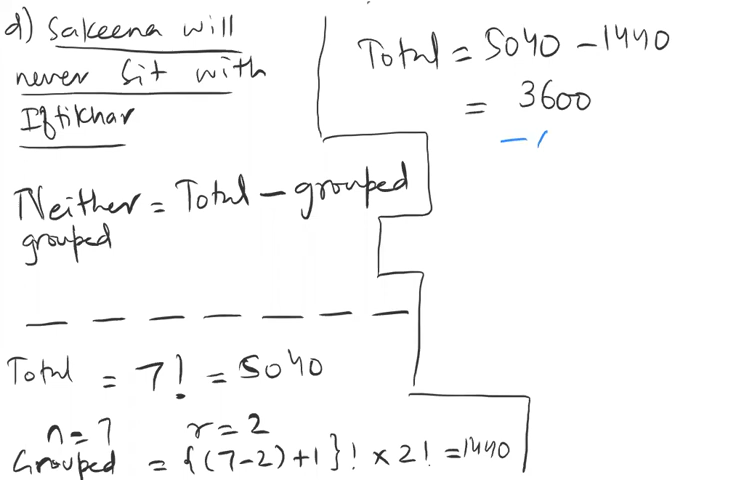 d) Sakeena will
never sit with
Iftikhar
Neither = Total - grouped
grouped
Total = 7! = 5040
n=7 r=2
Grouped = {(7-2)+1}! × 2! = 1440
Total = 5040 - 1440
= 3600